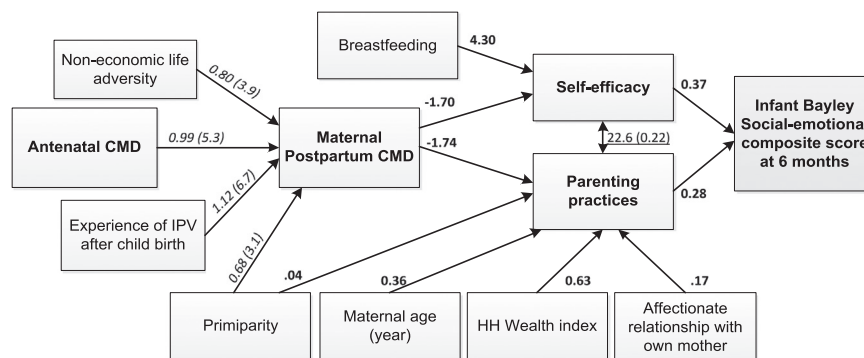 Breastfeeding
4.30
Non-economic life
adversity
0.80 (3.9)
Self-efficacy
0.37
-1.70
Antenatal CMD
0.99 (5.3)
Maternal
Postpartum CMD
-1.74
22.6 (0.22)
Infant Bayley
Social-emotional
composite score
at 6 months
Experience of IPV
after child birth
1.12 (6.7)
Parenting
practices
0.28
0.68 (3.1)
.04
0.36
0.63
.17
Primiparity
Maternal age
(year)
HH Wealth index
Affectionate
relationship with
own mother